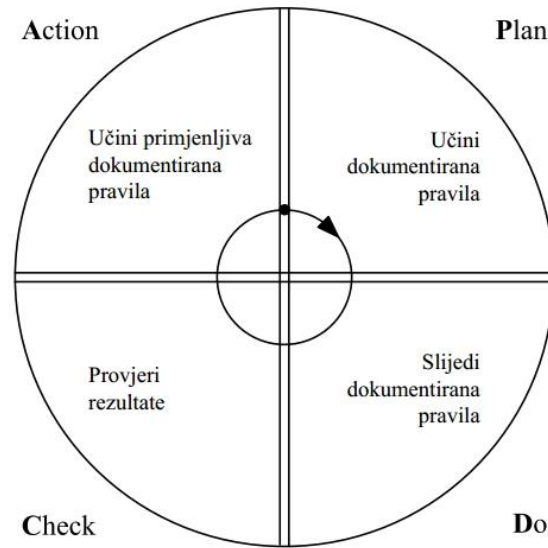 Action
Plan
Učini primjenljiva
dokumentirana
pravila
Učini
dokumentirana
pravila
Provjeri
rezultate
Slijedi
dokumentirana
pravila
Check
Do